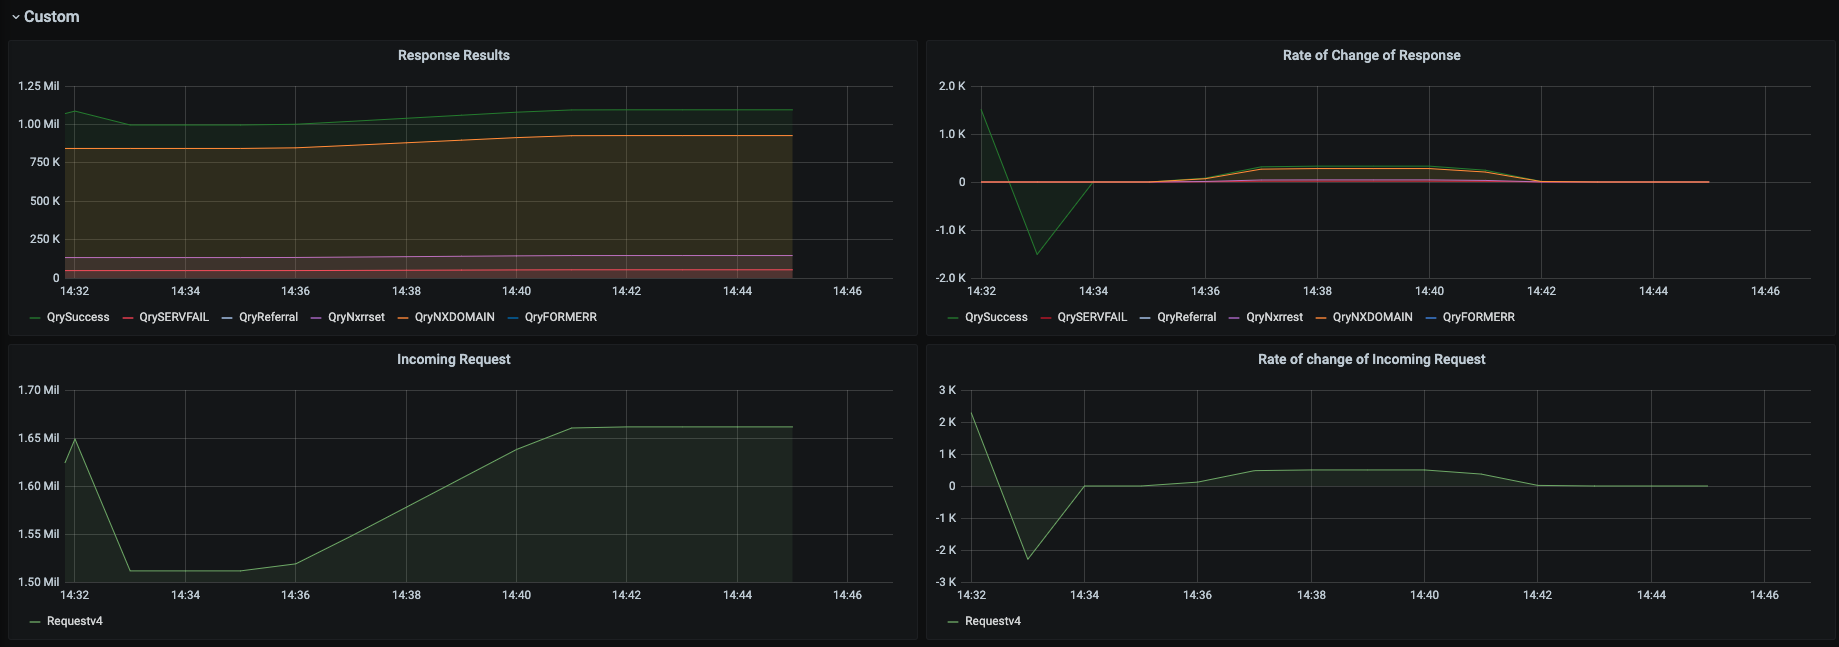 Custom
Response Results
1.25 Mil
1.00 Mil
750 K
500 K
250 K
0
14:32 14:34 14:36 14:38 14:40 14:42 14:44 14:46
QrySuccess QrySERVFAIL QryReferral QryNxrrset QryNXDOMAIN QryFORMERR
Rate of Change of Response
2.0 K
1.0 K
0
-1.0 K
-2.0 K
14:32 14:34 14:36 14:38 14:40 14:42 14:44 14:46
QrySuccess QrySERVFAIL QryReferral QryNxrrest QryNXDOMAIN QryFORMERR
Incoming Request
1.70 Mil
1.65 Mil
1.60 Mil
1.55 Mil
1.50 Mil
14:32 14:34 14:36 14:38 14:40 14:42 14:44 14:46
Requestv4
Rate of change of Incoming Request
3 K
2 K
1 K
0
-1 K
-2 K
-3 K
14:32 14:34 14:36 14:38 14:40 14:42 14:44 14:46
Requestv4